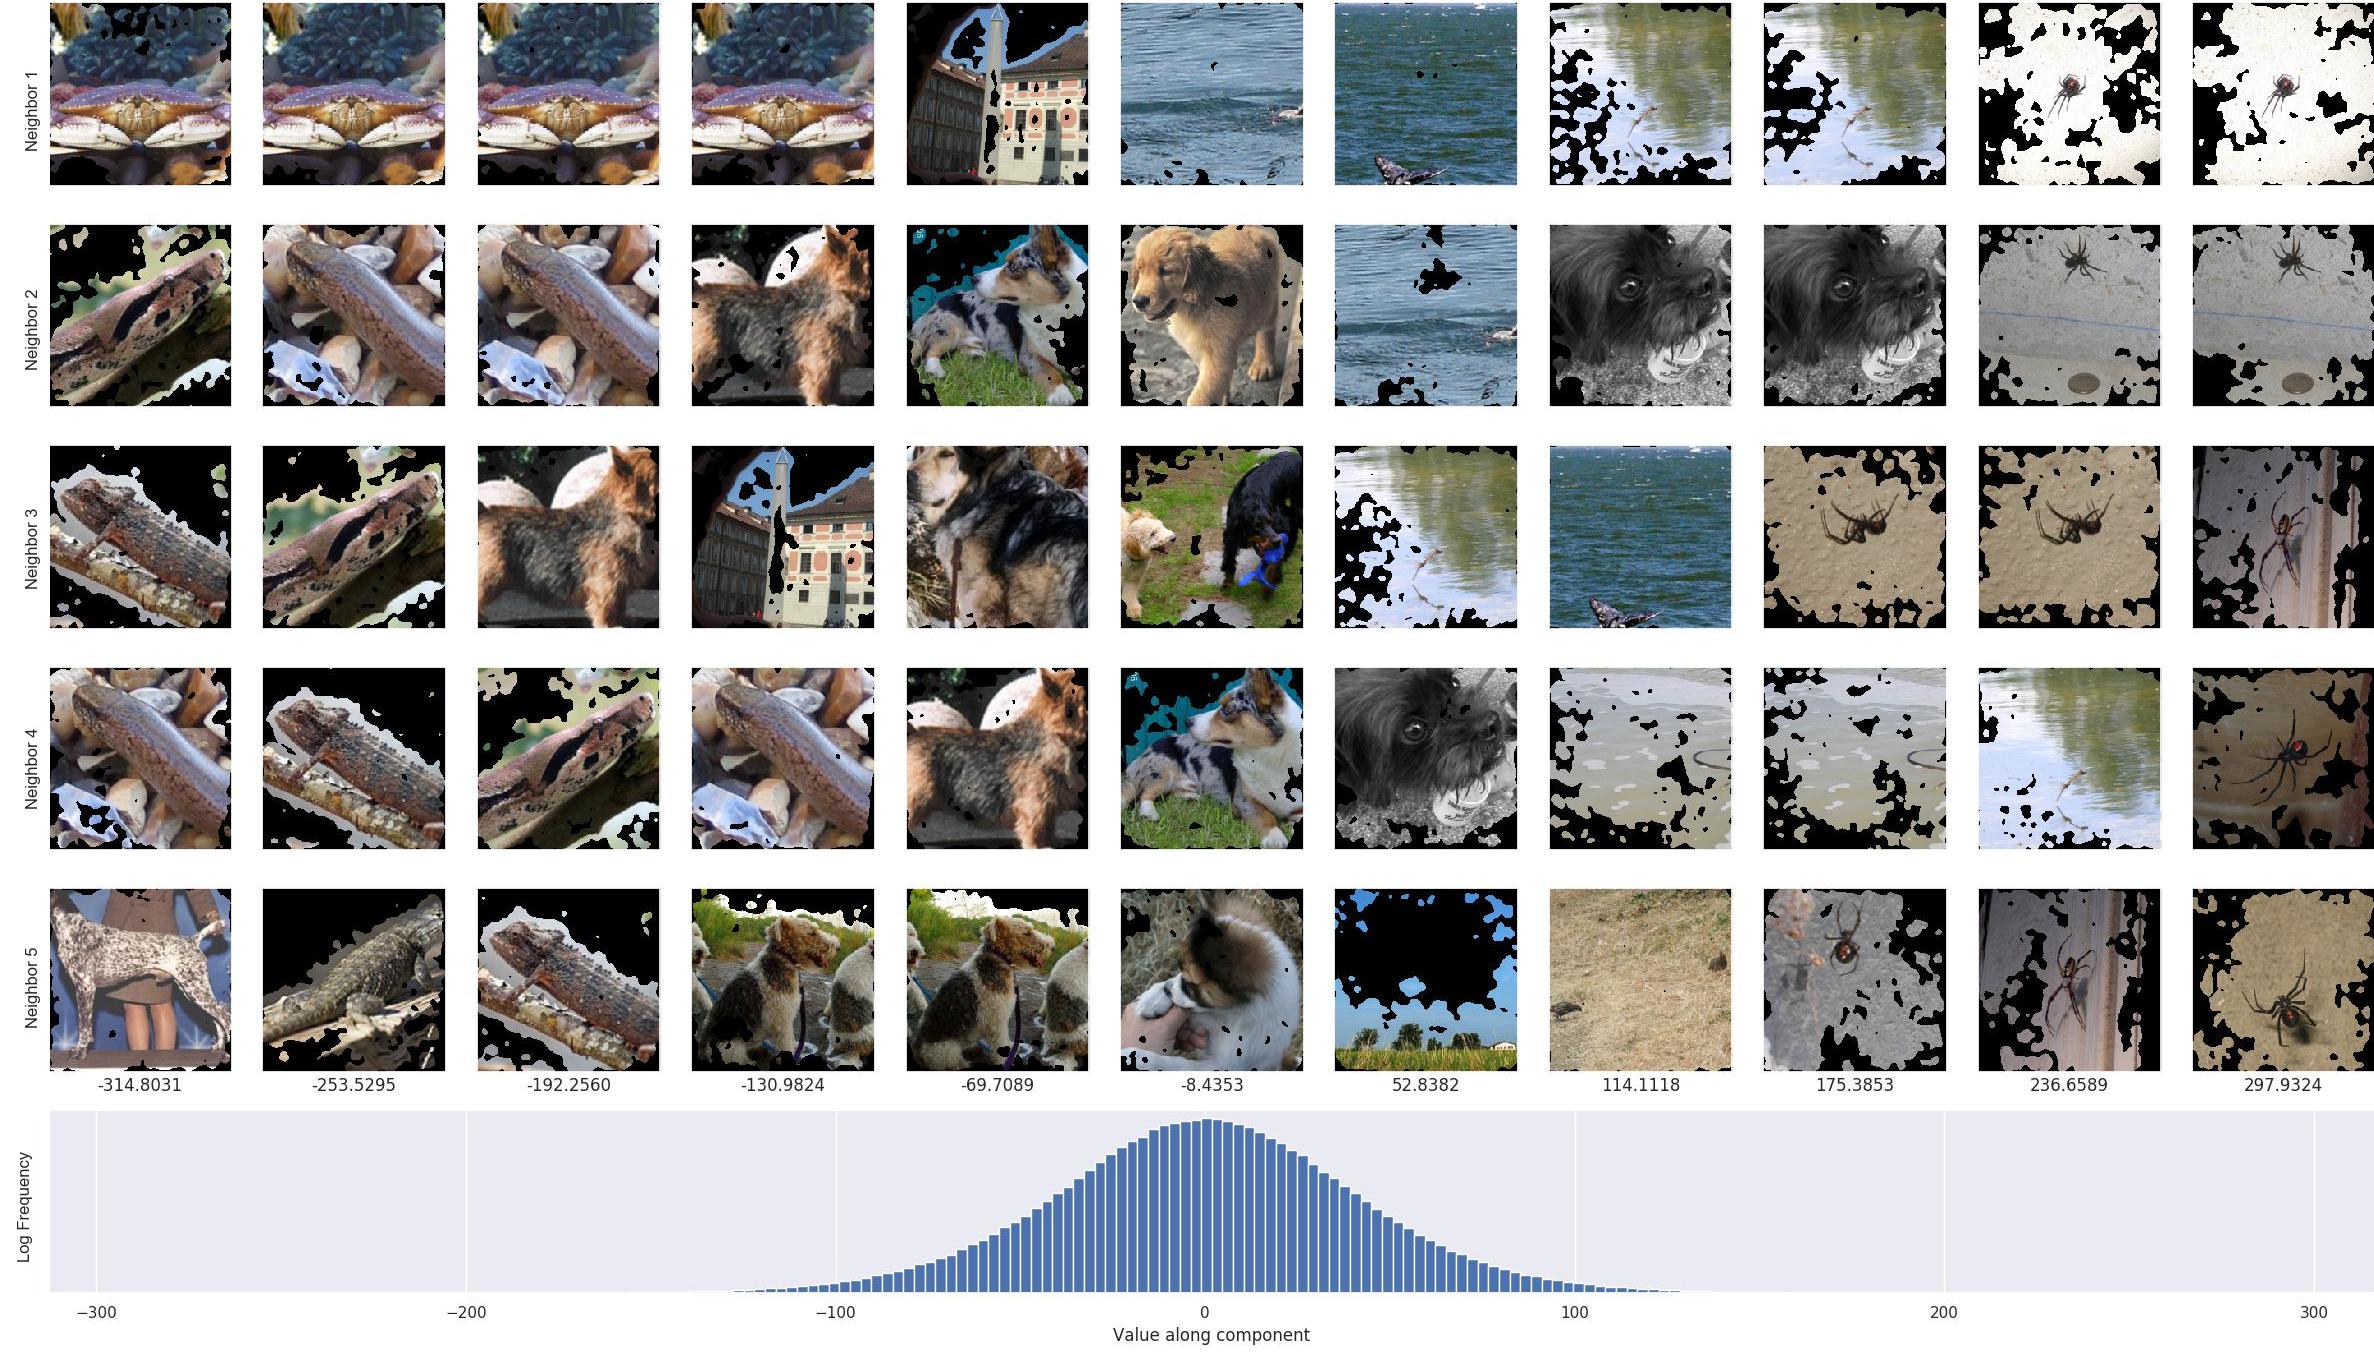 Neighbor 1
Neighbor 2
Neighbor 3
Neighbor 4
Neighbor 5
-314.8031 -253.5295 -192.2560 -130.9824 -69.7089 -8.4353 52.8382 114.1118 175.3853 236.6589 297.9324
Log Frequency
−300 −200 −100 0 100 200 300
Value along component